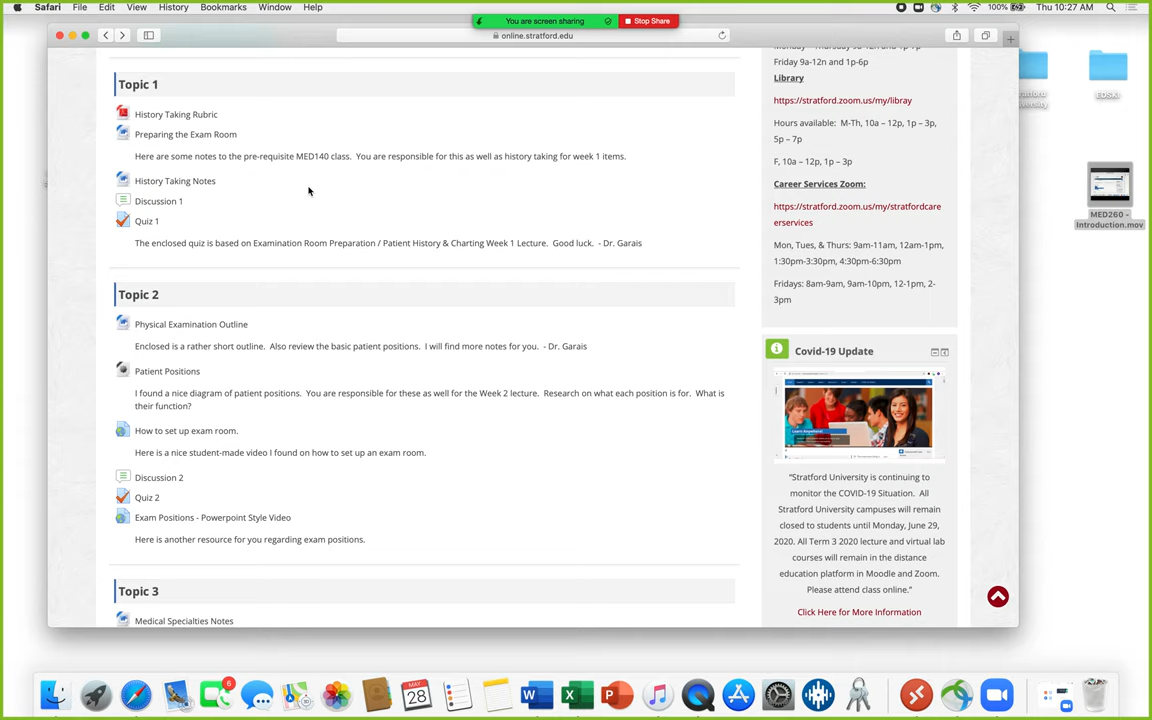 Safari File Edit View History Bookmarks Window Help
100% Thu 10:27 AM
You are screen sharing Stop Share
online.stratford.edu
Topic 1
History Taking Rubric
Preparing the Exam Room
Here are some notes to the pre-requisite MED140 class. You are responsible for this as well as history taking for week 1 items.
History Taking Notes
Discussion 1
Quiz 1
The enclosed quiz is based on Examination Room Preparation / Patient History & Charting Week 1 Lecture. Good luck. - Dr. Garais
Topic 2
Physical Examination Outline
Enclosed is a rather short outline. Also review the basic patient positions. I will find more notes for you. - Dr. Garais
Patient Positions
I found a nice diagram of patient positions. You are responsible for these as well for the Week 2 lecture. Research on what each position is for. What is
their function?
How to set up exam room.
Here is a nice student-made video I found on how to set up an exam room.
Discussion 2
Quiz 2
Exam Positions - Powerpoint Style Video
Here is another resource for you regarding exam positions.
Topic 3
Medical Specialties Notes
Friday 9a-12n and 1p-6p
Library
https://stratford.zoom.us/my/libray
Hours available: M-Th, 10a – 12p, 1p – 3p,
5p – 7p
F, 10a – 12p, 1p – 3p
Career Services Zoom:
https://stratford.zoom.us/my/stratfordcare
erservices
Mon, Tues, & Thurs: 9am-11am, 12am-1pm,
1:30pm-3:30pm, 4:30pm-6:30pm
Fridays: 8am-9am, 9am-10pm, 12-1pm, 2-
3pm
Covid-19 Update
"Stratford University is continuing to
monitor the COVID-19 Situation. All
Stratford University campuses will remain
closed to students until Monday, June 29,
2020. All Term 3 2020 lecture and virtual lab
courses will remain in the distance
education platform in Moodle and Zoom.
Please attend class online."
Click Here for More Information
EDSKI
MED260 -
Introduction.mov
6
MAY
28